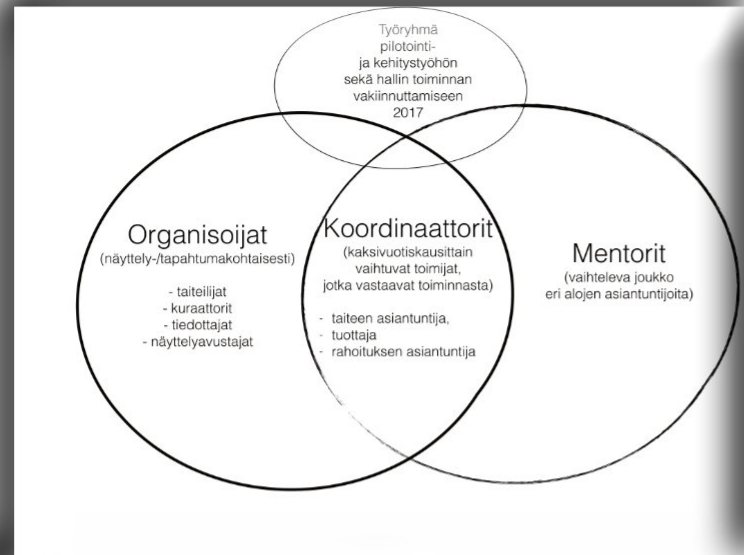 Työryhmä
pilotointi-
ja kehitystyöhön
sekä hallin toiminnan
vakiinnuttamiseen
2017
Organisoijat
(näyttely-/tapahtumakohtaisesti)
- taiteilijat
- kuraattorit
- tiedottajat
- näyttelyavustajat
Koordinaattorit
(kaksivuotiskausittain
vaihtuvat toimijat,
jotka vastaavat toiminnasta)
- taiteen asiantuntija,
- tuottaja
- rahoituksen asiantuntija
Mentorit
(vaihteleva joukko
eri alojen asiantuntijoita)